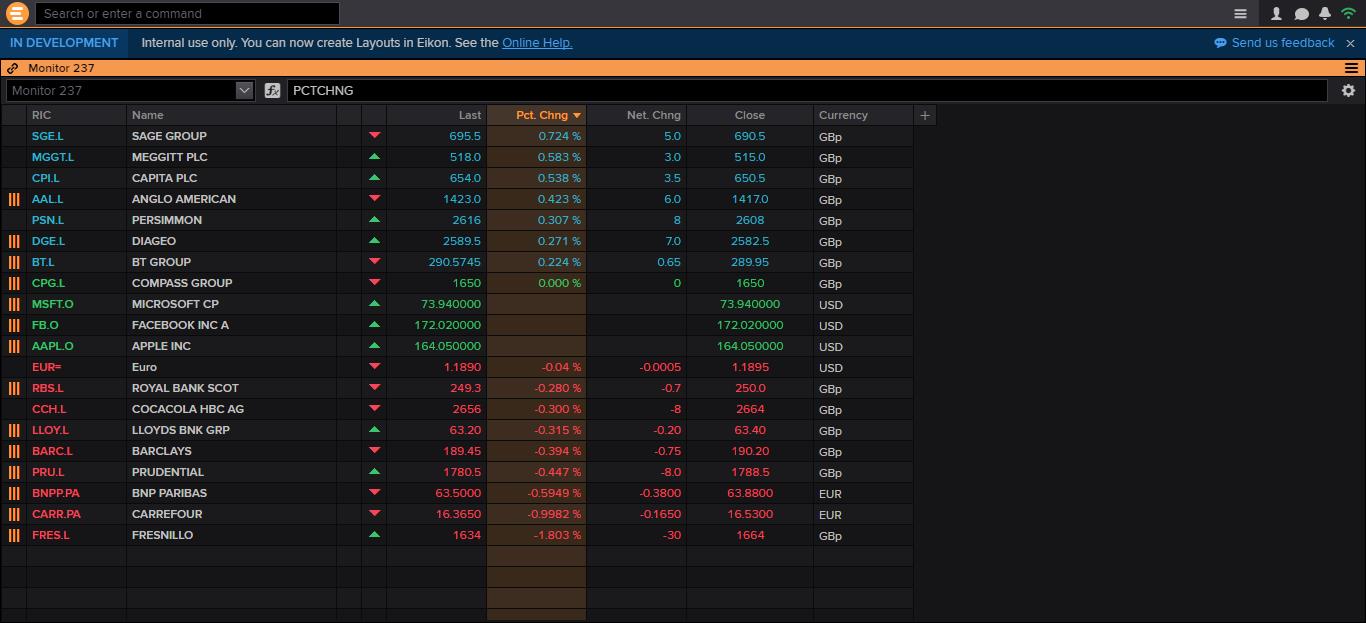 Search or enter a command
IN DEVELOPMENT Internal use only. You can now create Layouts in Eikon. See the Online Help. Send us feedback
Monitor 237
Monitor 237 fx PCTCHNG
RIC Name Last Pct. Chng Net. Chng Close Currency +
SGE.L SAGE GROUP 695.5 0.724 % 5.0 690.5 GBp
MGGT.L MEGGITT PLC 518.0 0.583 % 3.0 515.0 GBp
CPI.L CAPITA PLC 654.0 0.538 % 3.5 650.5 GBp
AAL.L ANGLO AMERICAN 1423.0 0.423 % 6.0 1417.0 GBp
PSN.L PERSIMMON 2616 0.307 % 8 2608 GBp
DGE.L DIAGEO 2589.5 0.271 % 7.0 2582.5 GBp
BT.L BT GROUP 290.5745 0.224 % 0.65 289.95 GBp
CPG.L COMPASS GROUP 1650 0.000 % 0 1650 GBp
MSFT.O MICROSOFT CP 73.940000 73.940000 USD
FB.O FACEBOOK INC A 172.020000 172.020000 USD
AAPL.O APPLE INC 164.050000 164.050000 USD
EUR= Euro 1.1890 -0.04 % -0.0005 1.1895 USD
RBS.L ROYAL BANK SCOT 249.3 -0.280 % -0.7 250.0 GBp
CCH.L COCACOLA HBC AG 2656 -0.300 % -8 2664 GBp
LLOY.L LLOYDS BNK GRP 63.20 -0.315 % -0.20 63.40 GBp
BARC.L BARCLAYS 189.45 -0.394 % -0.75 190.20 GBp
PRU.L PRUDENTIAL 1780.5 -0.447 % -8.0 1788.5 GBp
BNPP.PA BNP PARIBAS 63.5000 -0.5949 % -0.3800 63.8800 EUR
CARR.PA CARREFOUR 16.3650 -0.9982 % -0.1650 16.5300 EUR
FRES.L FRESNILLO 1634 -1.803 % -30 1664 GBp